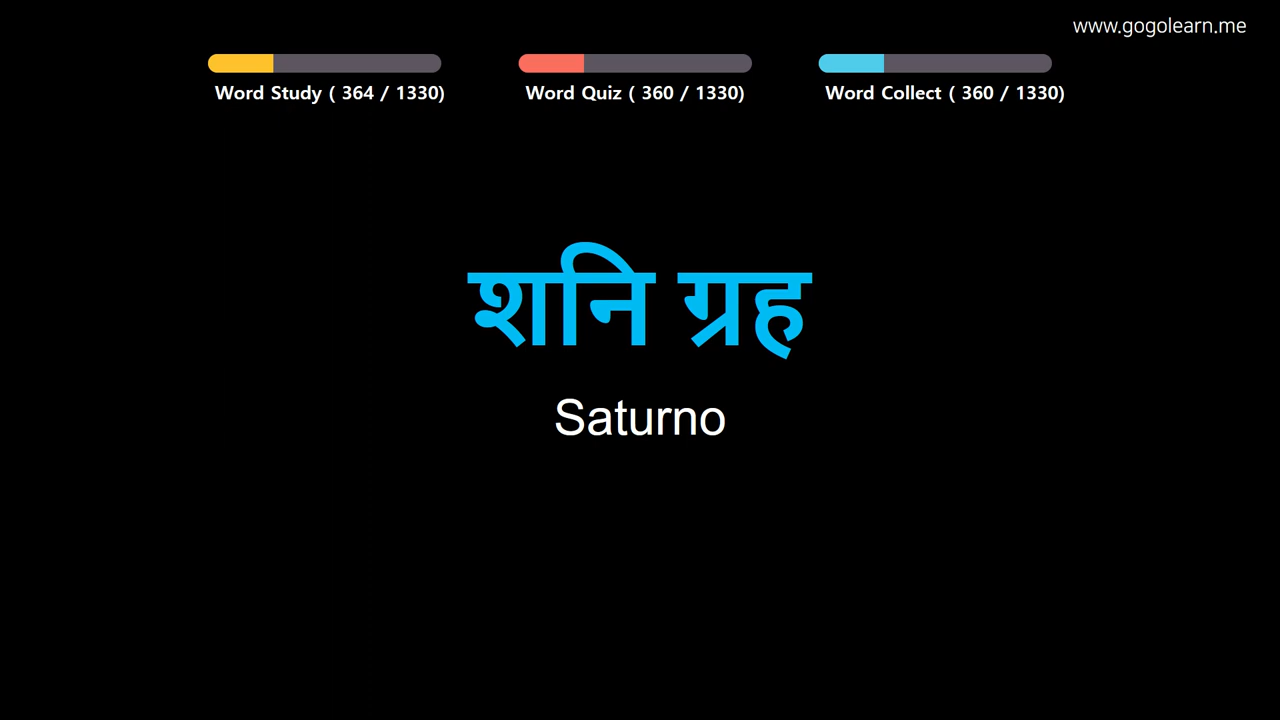 www.gogolearn.me
Word Study ( 364 / 1330)
Word Quiz ( 360 / 1330)
Word Collect ( 360 / 1330)
शनि ग्रह
Saturno